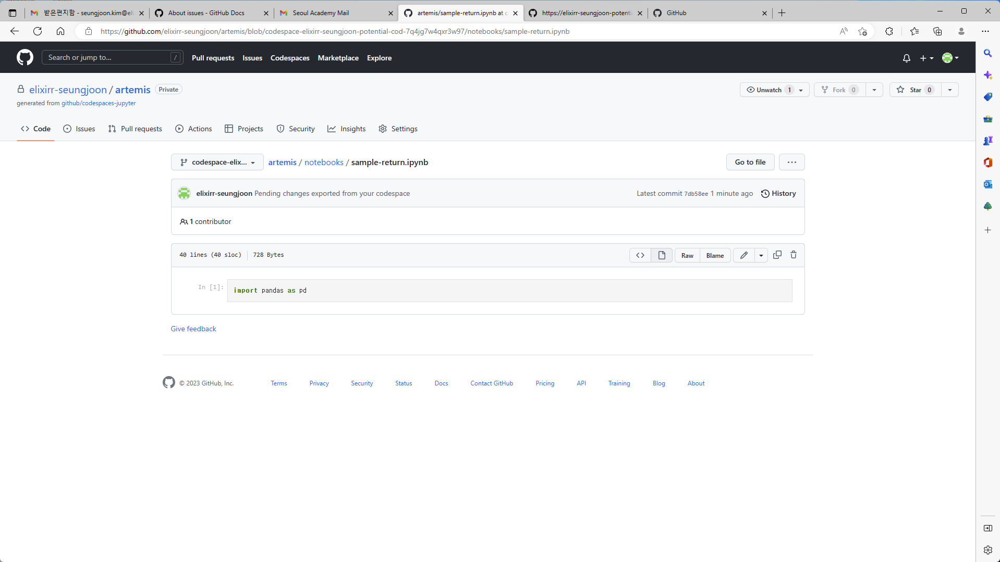 받은편지함 - seungjoon.kim@eli
About issues - GitHub Docs
Seoul Academy Mail
artemis/sample-return.ipynb at c
https://elixirr-seungjoon-potentia
GitHub
https://github.com/elixirr-seungjoon/artemis/blob/codespace-elixirr-seungjoon-potential-cod-7q4jg7w4qxr3w97/notebooks/sample-return.ipynb
Search or jump to... /
Pull requests Issues Codespaces Marketplace Explore
elixirr-seungjoon / artemis Private
Unwatch 1 Fork 0 Star 0
generated from github/codespaces-jupyter
Code Issues Pull requests Actions Projects Security Insights Settings
codespace-elix... artemis / notebooks / sample-return.ipynb Go to file ...
elixirr-seungjoon Pending changes exported from your codespace Latest commit 7db58ee 1 minute ago History
1 contributor
40 lines (40 sloc) 728 Bytes <> Raw Blame
In [1]: import pandas as pd
Give feedback
© 2023 GitHub, Inc. Terms Privacy Security Status Docs Contact GitHub Pricing API Training Blog About